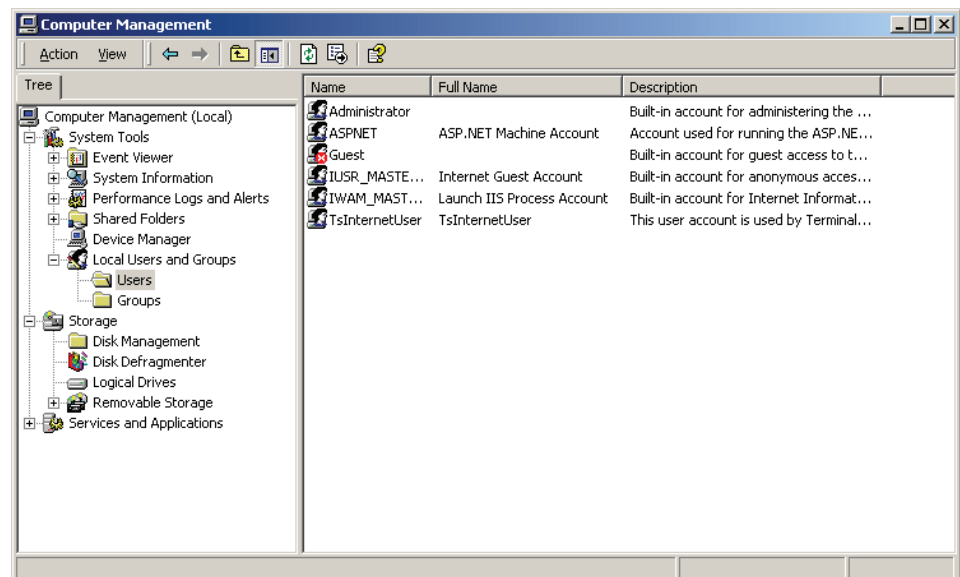 Computer Management
Action View
Tree
Computer Management (Local)
System Tools
Event Viewer
System Information
Performance Logs and Alerts
Shared Folders
Device Manager
Local Users and Groups
Users
Groups
Storage
Disk Management
Disk Defragmenter
Logical Drives
Removable Storage
Services and Applications
Name Full Name Description
Administrator Built-in account for administering the ...
ASPNET ASP.NET Machine Account Account used for running the ASP.NE...
Guest Built-in account for guest access to t...
IUSR_MASTE... Internet Guest Account Built-in account for anonymous acces...
IWAM_MAST... Launch IIS Process Account Built-in account for Internet Informat...
TsInternetUser TsInternetUser This user account is used by Terminal...